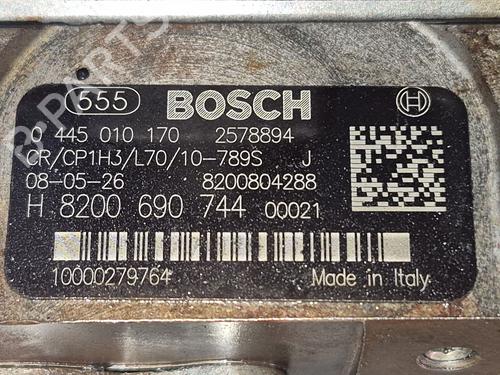 555 BOSCH
0 445 010 170 2578894
CR/CP1H3/L70/10-789S J
08-05-26 8200804288
H 8200 690 744 00021
10000279764 Made in Italy
B-PARTS